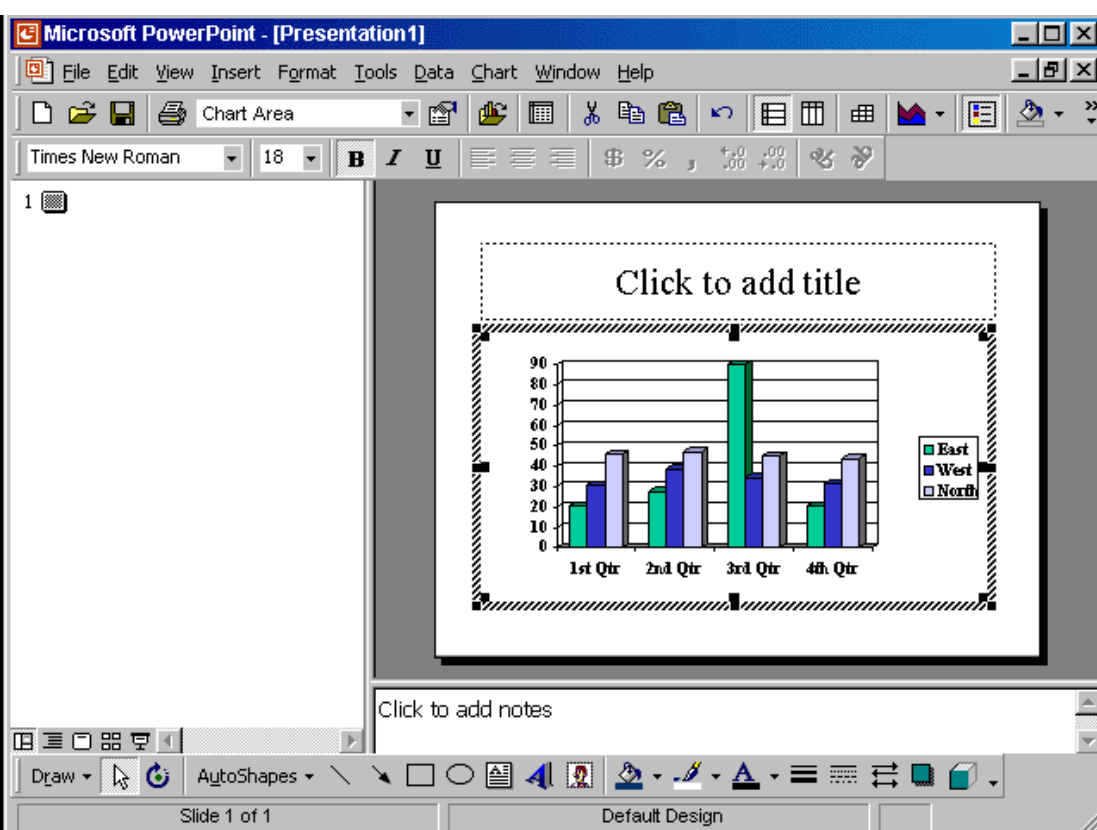 Microsoft PowerPoint - [Presentation1]
File Edit View Insert Format Tools Data Chart Window Help
Chart Area
Times New Roman 18 B I U $ % , .00 .00
1
Click to add title
90
80
70
60
50
40
30
20
10
0
1st Qtr 2nd Qtr 3rd Qtr 4th Qtr
East
West
North
Click to add notes
Draw AutoShapes A A
Slide 1 of 1 Default Design